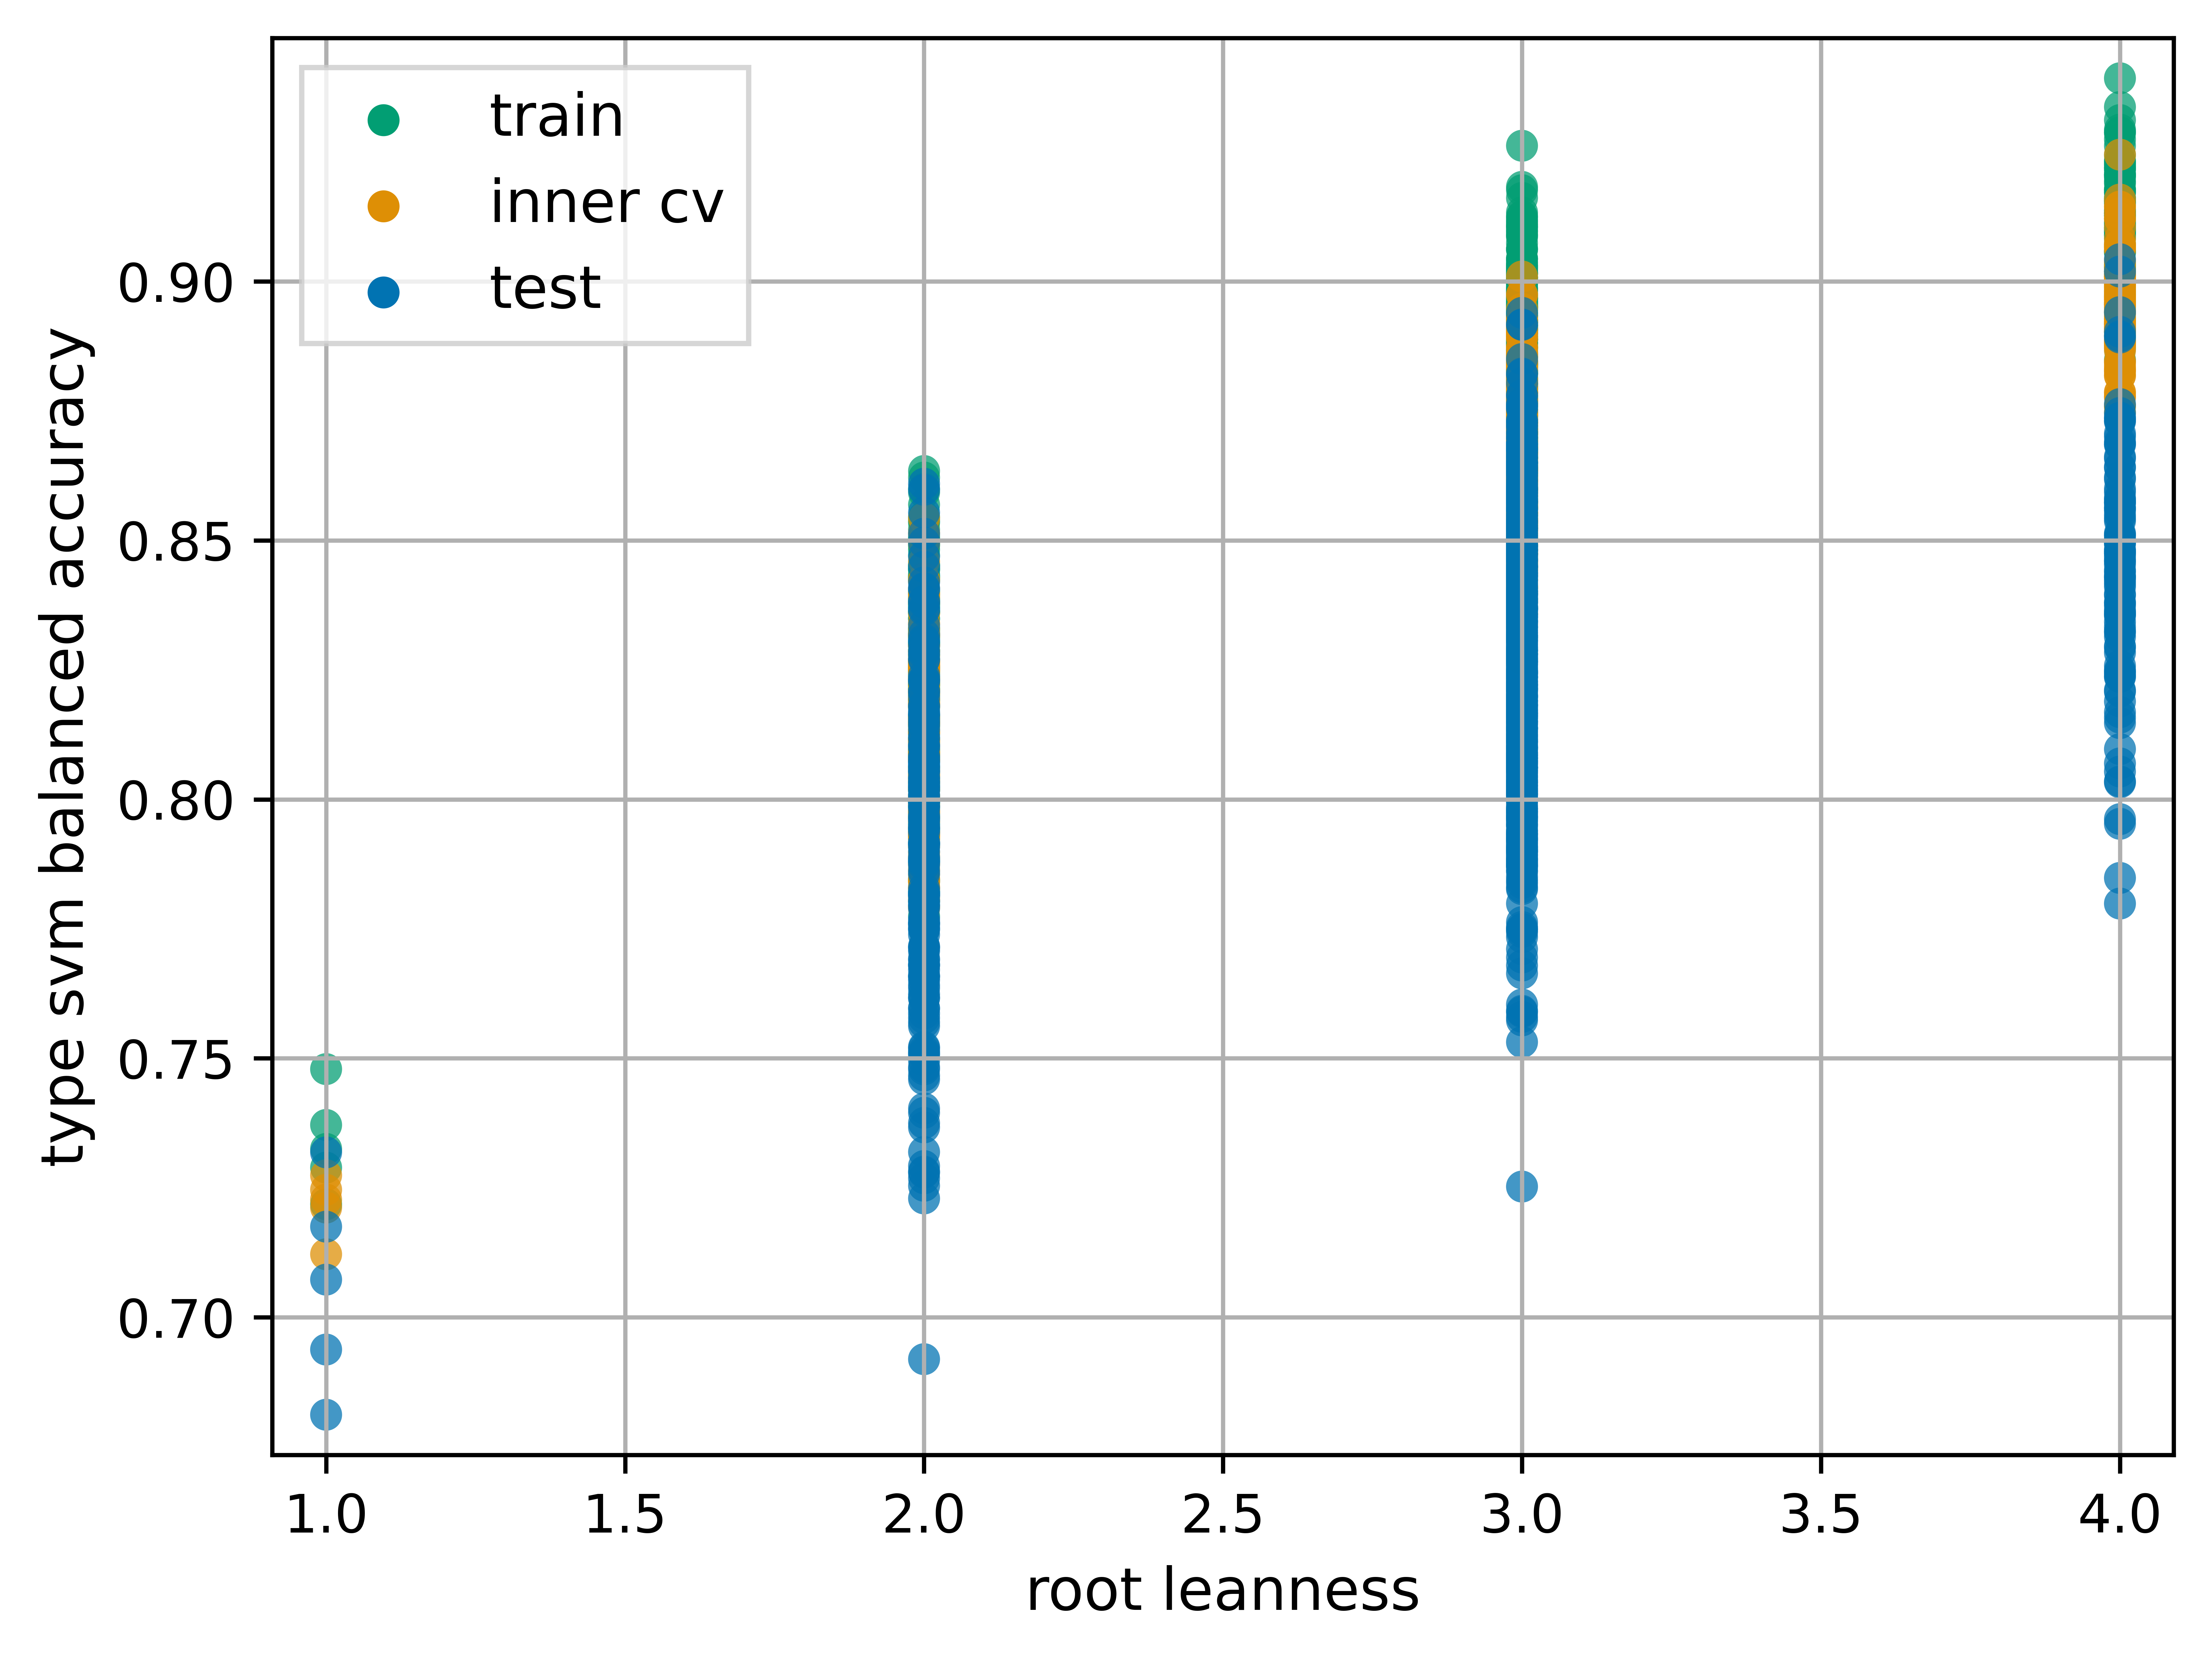 train
inner cv
test
0.90
0.85
0.80
0.75
0.70
type svm balanced accuracy
1.0 1.5 2.0 2.5 3.0 3.5 4.0
root leanness